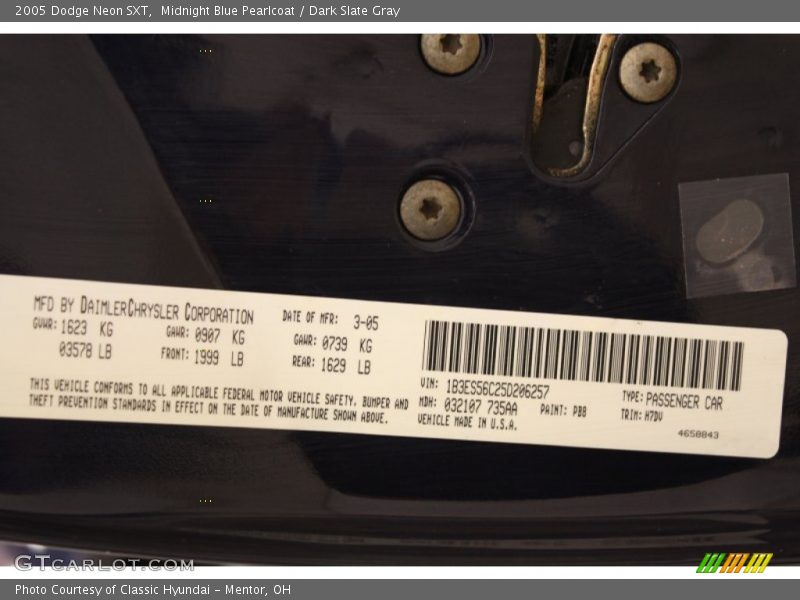 2005 Dodge Neon SXT,  Midnight Blue Pearlcoat / Dark Slate Gray
MFD BY DAIMLERCHRYSLER CORPORATION
DATE OF MFR: 3-05
GVWR: 1623 KG
GAWR: 0907 KG
GAWR: 0739 KG
03578 LB
FRONT: 1999 LB
REAR: 1629 LB
THIS VEHICLE CONFORMS TO ALL APPLICABLE FEDERAL MOTOR VEHICLE SAFETY, BUMPER AND
THEFT PREVENTION STANDARDS IN EFFECT ON THE DATE OF MANUFACTURE SHOWN ABOVE.
VIN: 1B3ES56C25D206257
TYPE: PASSENGER CAR
MDH: 032107 735AA
PAINT: PB8
TRIM: H7DV
VEHICLE MADE IN U.S.A.
4658843
GTCARLOT.COM
Photo Courtesy of Classic Hyundai - Mentor, OH